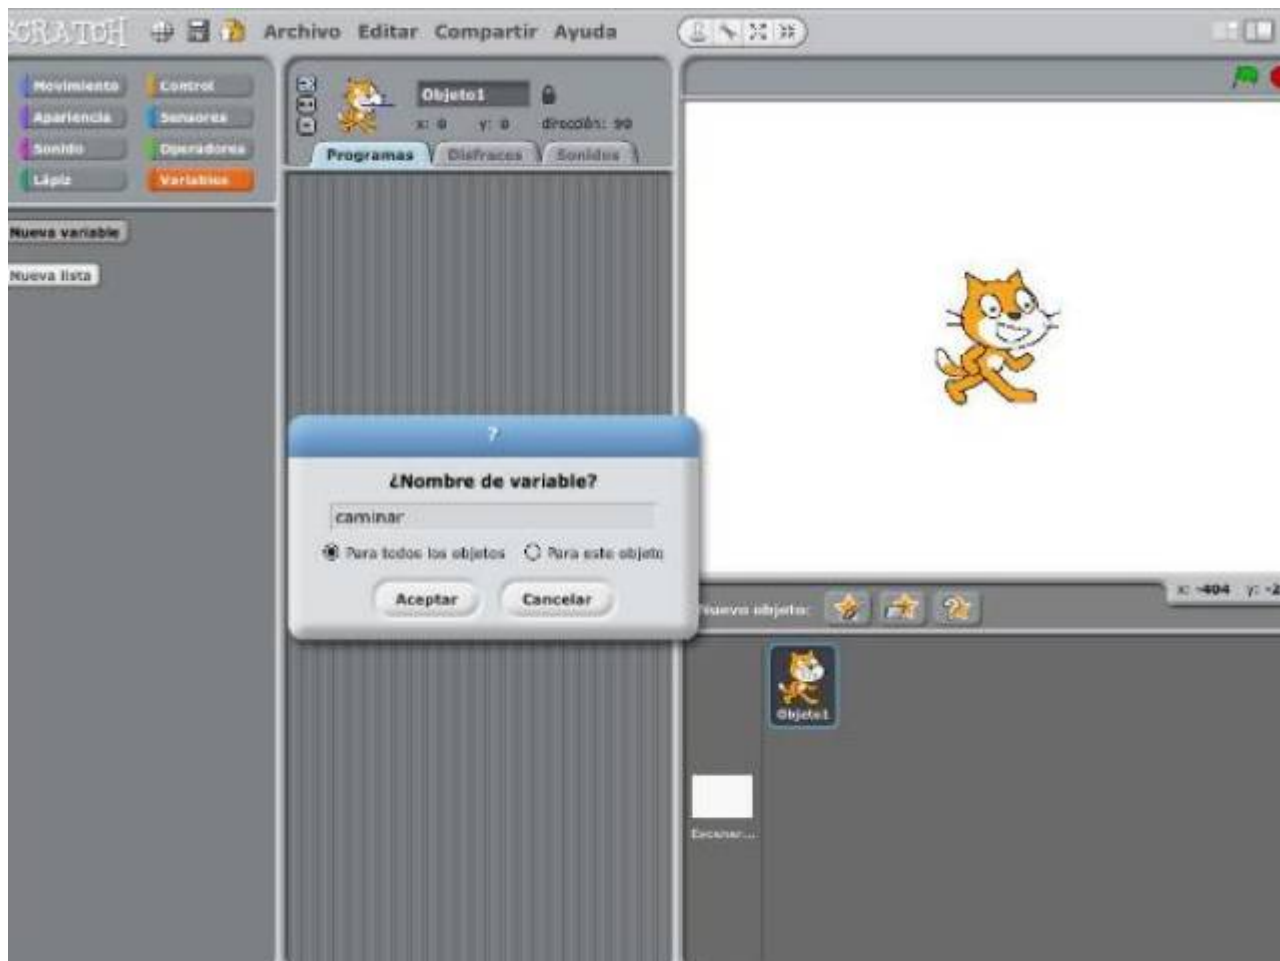 SCRATCH Archivo Editar Compartir Ayuda
Movimiento Control
Apariencia Sensores
Sonido Operadores
Lápiz Variables
Nueva variable
Nueva lista
Objeto1
x: 0 y: 0 dirección: 90
Programas Disfraces Sonidos
?
¿Nombre de variable?
caminar
Para todos los objetos Para este objeto
Aceptar Cancelar
x: -404 y: -2
Nuevo objeto:
Objeto1
Escenar...